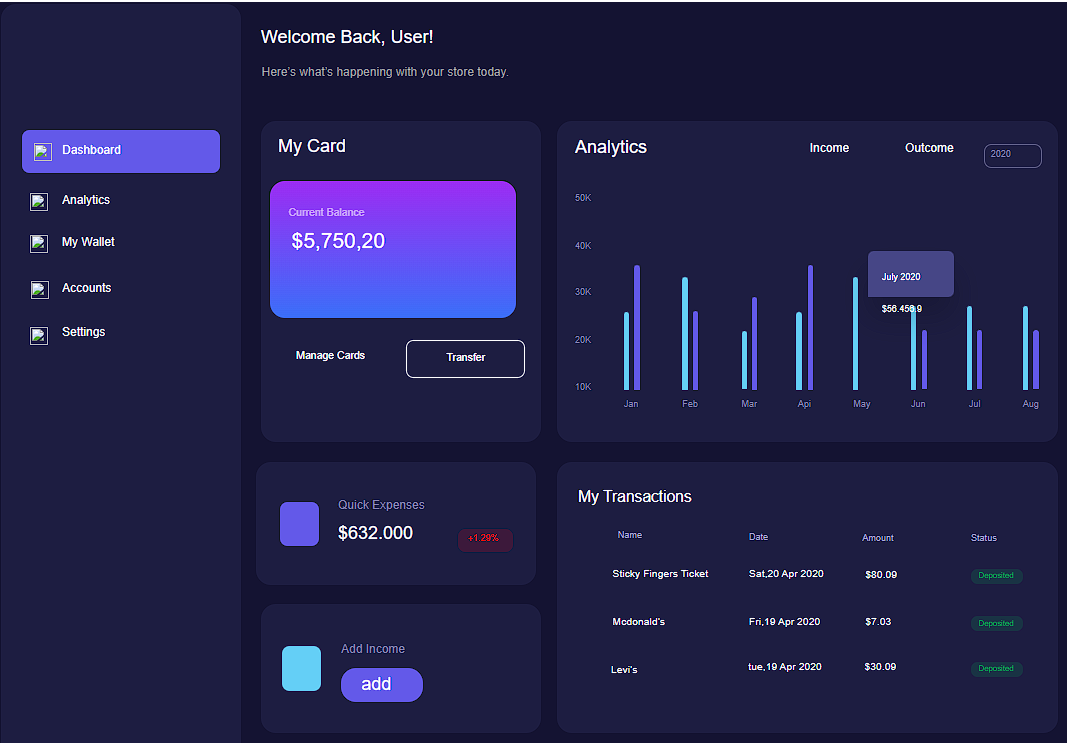 Welcome Back, User!
Here's what's happening with your store today.
Dashboard
Analytics
My Wallet
Accounts
Settings
My Card
Current Balance
$5,750,20
Manage Cards
Transfer
Analytics
Income
Outcome
2020
50K
40K
30K
20K
10K
July 2020
$56.456.9
Jan
Feb
Mar
Api
May
Jun
Jul
Aug
Quick Expenses
$632.000
+1.29%
Add Income
add
My Transactions
Name Date Amount Status
Sticky Fingers Ticket Sat,20 Apr 2020 $80.09 Deposited
Mcdonald's Fri,19 Apr 2020 $7.03 Deposited
Levi's tue,19 Apr 2020 $30.09 Deposited